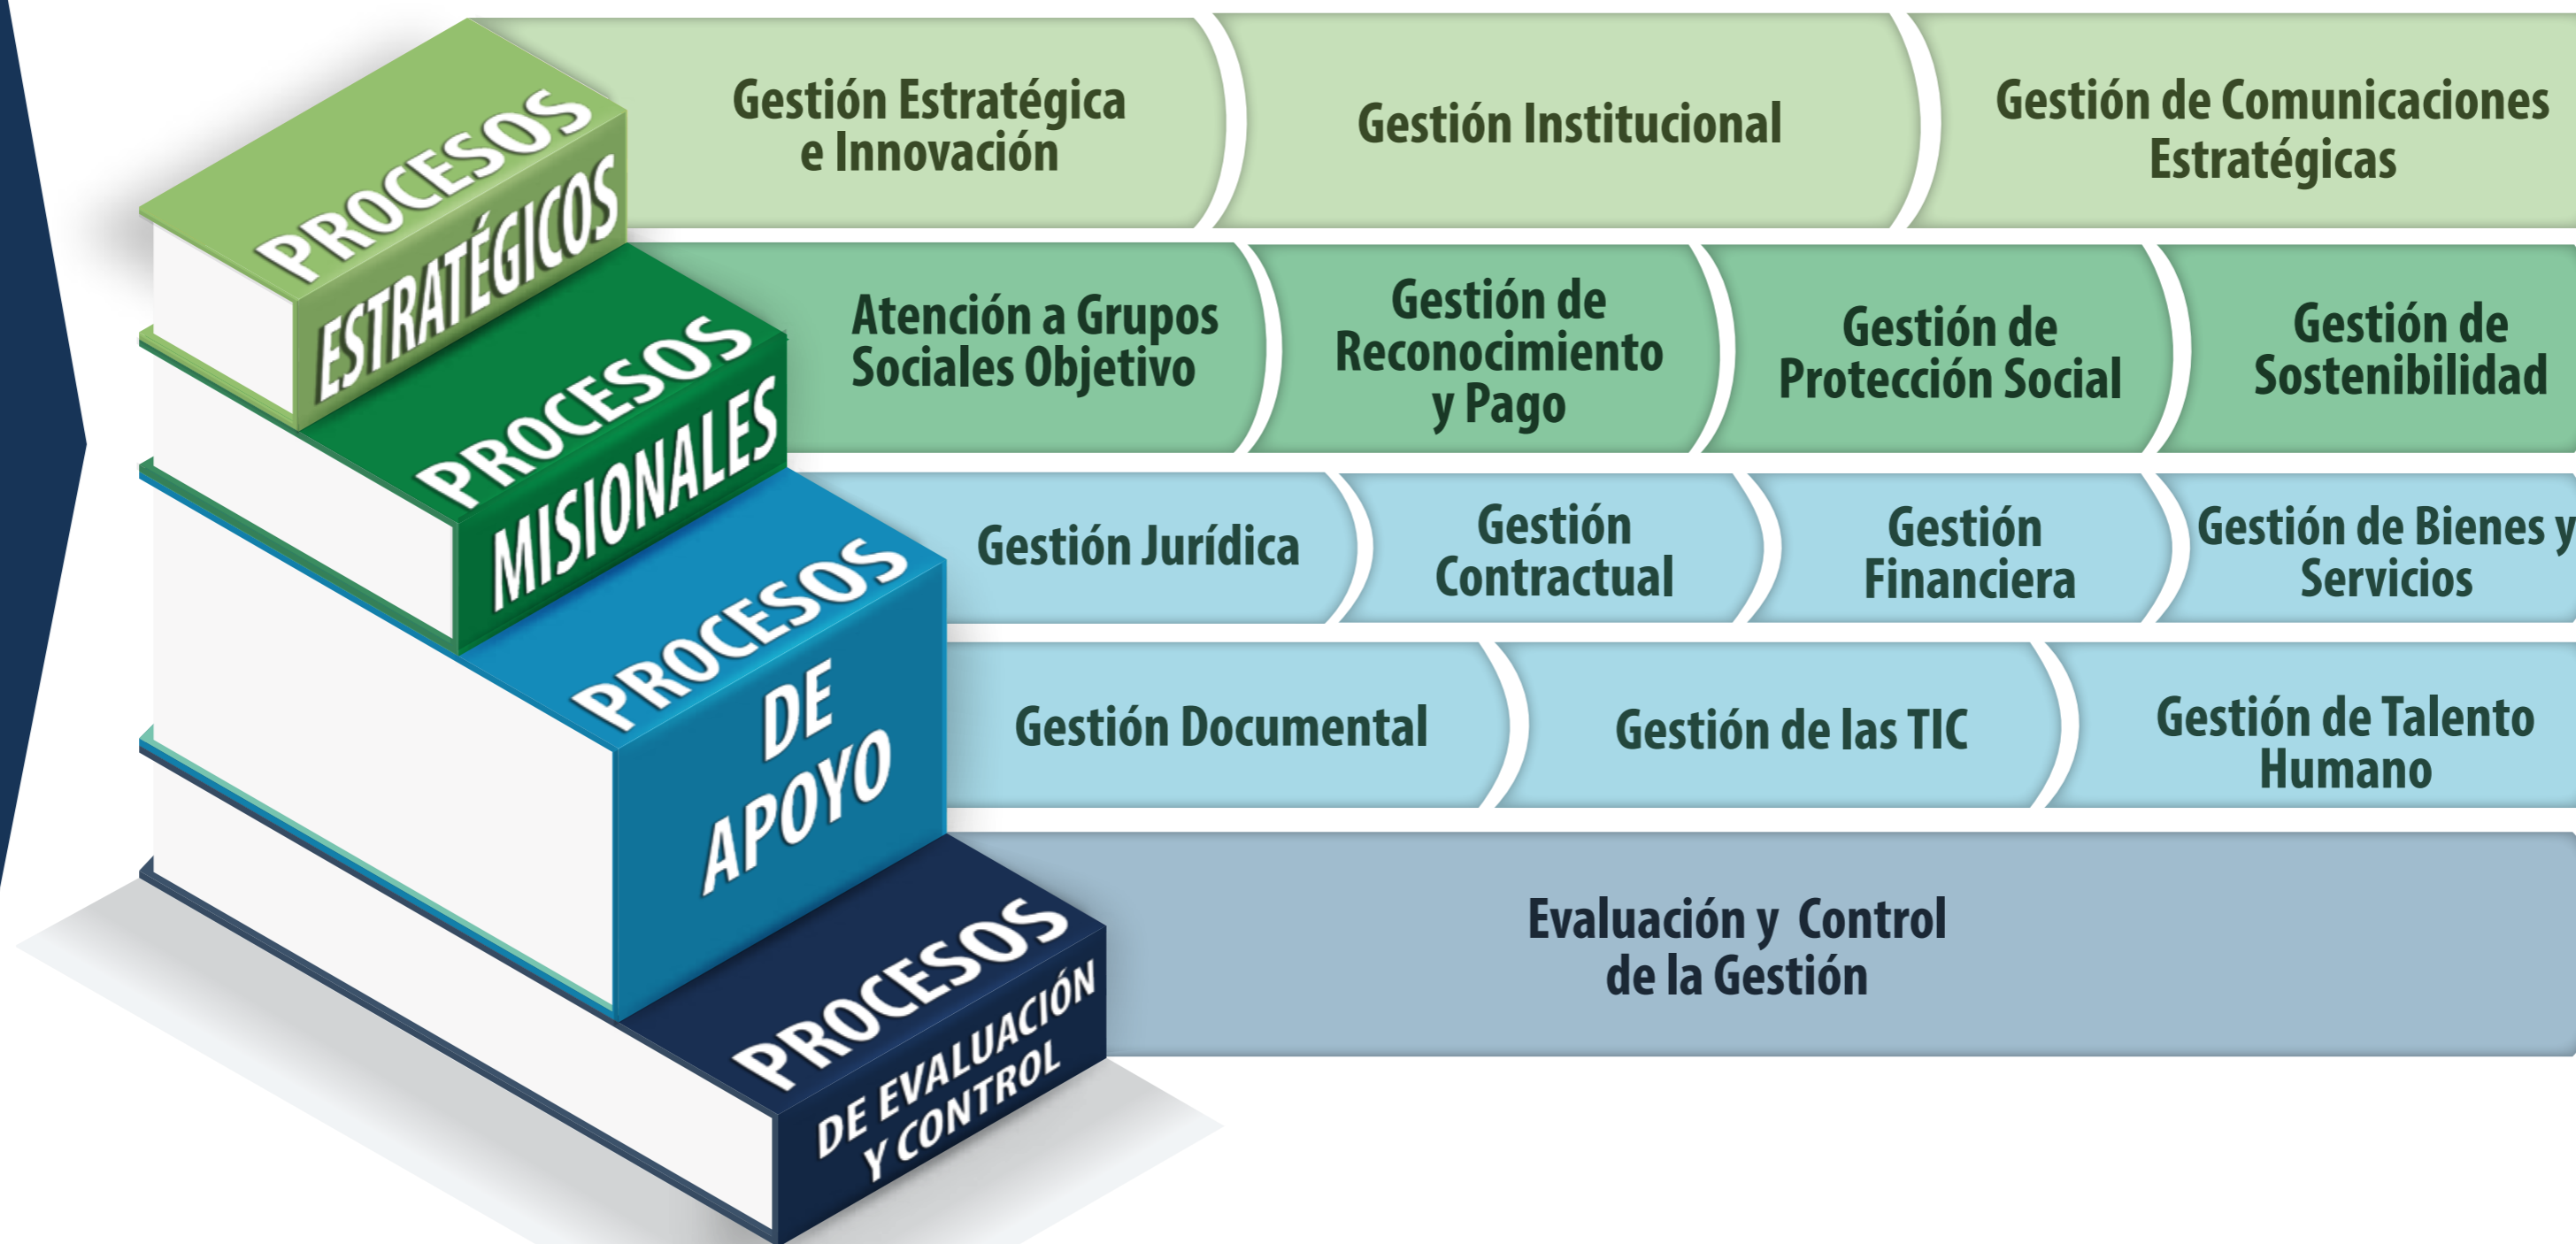 PROCESOS
ESTRATÉGICOS
Gestión Estratégica
e Innovación
Gestión Institucional
Gestión de Comunicaciones
Estratégicas
PROCESOS
MISIONALES
Atención a Grupos
Sociales Objetivo
Gestión de
Reconocimiento
y Pago
Gestión de
Protección Social
Gestión de
Sostenibilidad
PROCESOS
DE
APOYO
Gestión Jurídica
Gestión
Contractual
Gestión
Financiera
Gestión de Bienes y
Servicios
Gestión Documental
Gestión de las TIC
Gestión de Talento
Humano
PROCESOS
DE EVALUACIÓN
Y CONTROL
Evaluación y  Control
de la Gestión